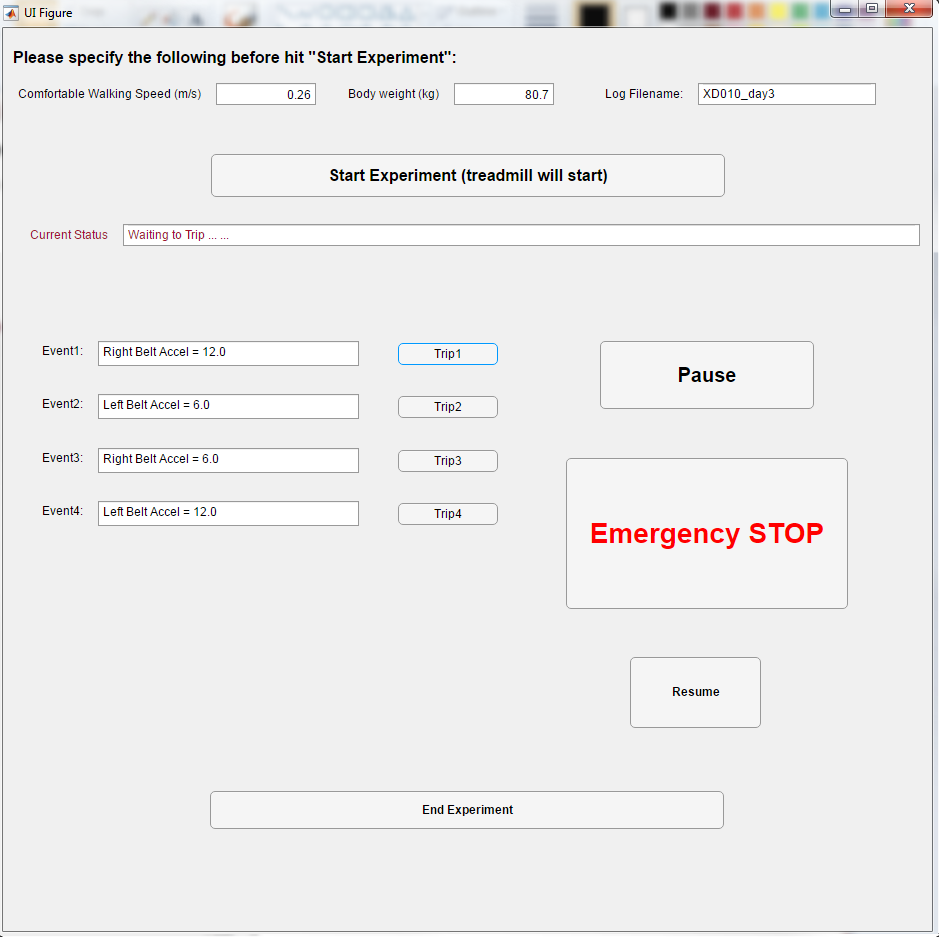 UI Figure
Please specify the following before hit "Start Experiment":
Comfortable Walking Speed (m/s) 0.26 Body weight (kg) 80.7 Log Filename: XD010_day3
Start Experiment (treadmill will start)
Current Status Waiting to Trip ... ...
Event1: Right Belt Accel = 12.0 Trip1
Pause
Event2: Left Belt Accel = 6.0 Trip2
Event3: Right Belt Accel = 6.0 Trip3
Event4: Left Belt Accel = 12.0 Trip4
Emergency STOP
Resume
End Experiment